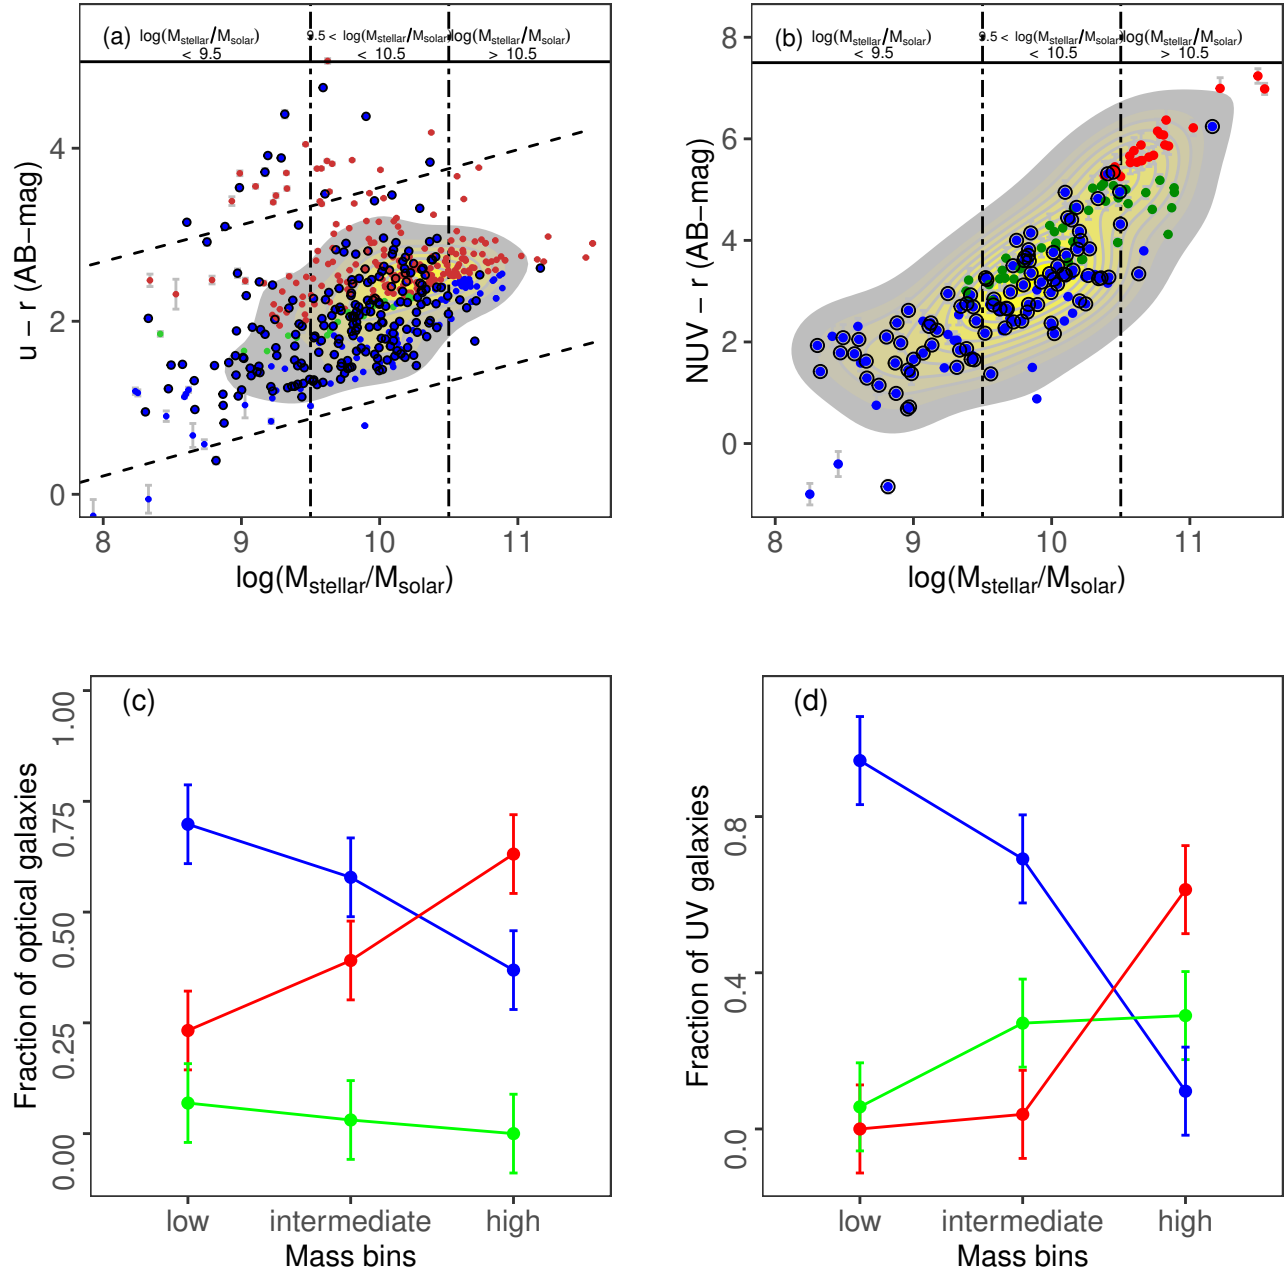 (a) log(Mstellar/Msolar) 9.5 < log(Mstellar/Msolar) log(Mstellar/Msolar)
< 9.5 < 10.5 > 10.5
4
2
0
u − r (AB−mag)
8 9 10 11
log(Mstellar/Msolar)
(b) log(Mstellar/Msolar) 9.5 < log(Mstellar/Msolar) log(Mstellar/Msolar)
< 9.5 < 10.5 > 10.5
8
6
4
2
0
NUV − r (AB−mag)
8 9 10 11
log(Mstellar/Msolar)
(c)
1.00
0.75
0.50
0.25
0.00
Fraction of optical galaxies
low intermediate high
Mass bins
(d)
0.8
0.4
0.0
Fraction of UV galaxies
low intermediate high
Mass bins